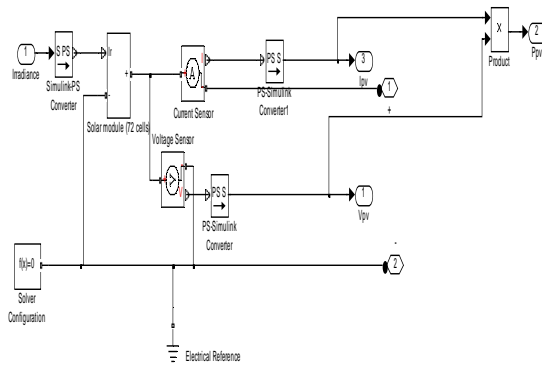 1
Irradiance
S PS
Simulink-PS
Converter
Ir
+
-
Solar module (72 cells)
A
I
Current Sensor
PS S
PS-Simulink
Converter1
3
Ipv
1
+
X
Product
2
Ppv
Voltage Sensor
V
PS S
PS-Simulink
Converter
1
Vpv
-
2
f(x)=0
Solver
Configuration
Electrical Reference